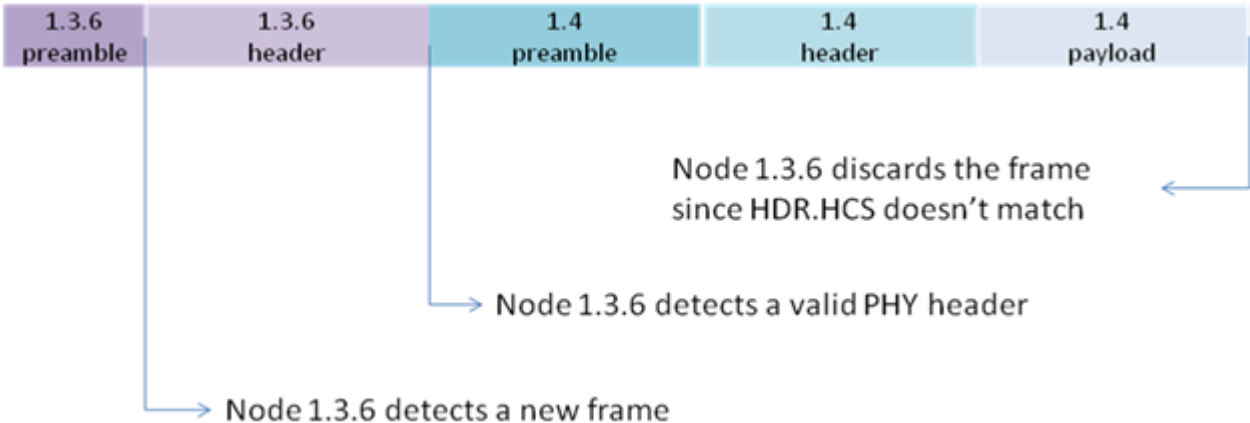 1.3.6 preamble
1.3.6 header
1.4 preamble
1.4 header
1.4 payload
Node 1.3.6 discards the frame
since HDR.HCS doesn't match
Node 1.3.6 detects a valid PHY header
Node 1.3.6 detects a new frame